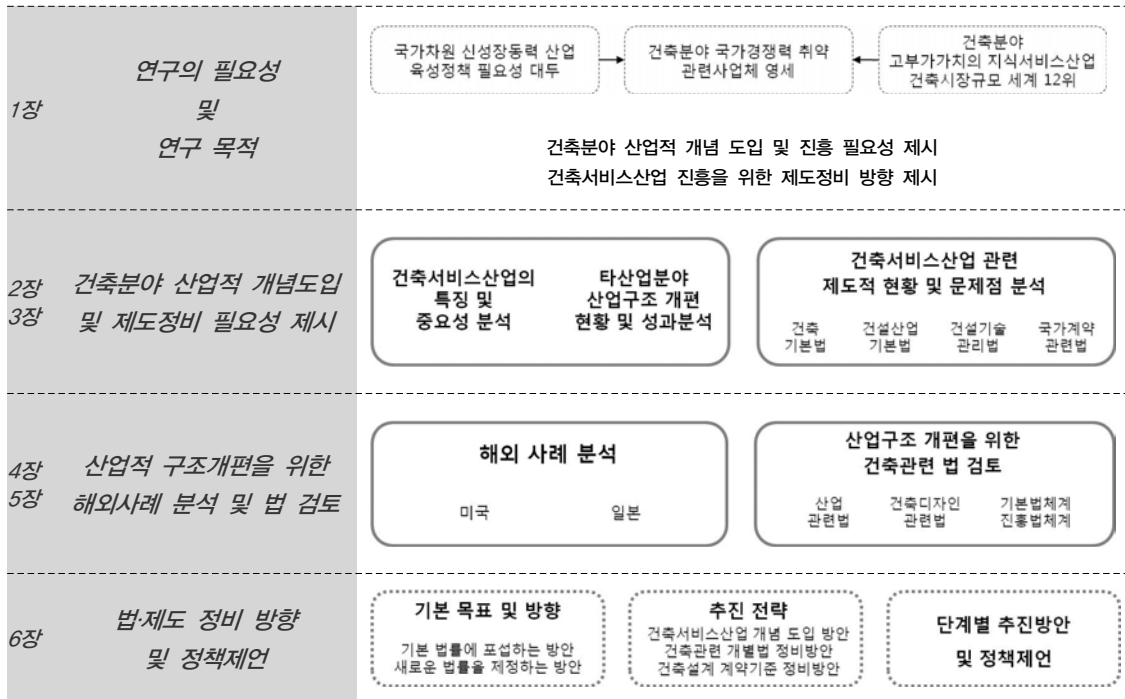 1장
연구의 필요성
및
연구 목적
국가차원 신성장동력 산업
육성정책 필요성 대두
건축분야 국가경쟁력 취약
관련사업체 영세
건축분야
고부가가치의 지식서비스산업
건축시장규모 세계 12위
건축분야 산업적 개념 도입 및 진흥 필요성 제시
건축서비스산업 진흥을 위한 제도정비 방향 제시
2장
3장
건축분야 산업적 개념도입
및 제도정비 필요성 제시
건축서비스산업의
특징 및
중요성 분석
타산업분야
산업구조 개편
현황 및 성과분석
건축서비스산업 관련
제도적 현황 및 문제점 분석
건축
기본법
건설산업
기본법
건설기술
관리법
국가계약
관련법
4장
5장
산업적 구조개편을 위한
해외사례 분석 및 법 검토
해외 사례 분석
미국
일본
산업구조 개편을 위한
건축관련 법 검토
산업
관련법
건축디자인
관련법
기본법체계
진흥법체계
6장
법·제도 정비 방향
및 정책제언
기본 목표 및 방향
기본 법률에 포섭하는 방안
새로운 법률을 제정하는 방안
추진 전략
건축서비스산업 개념 도입 방안
건축관련 개별법 정비방안
건축설계 계약기준 정비방안
단계별 추진방안
및 정책제언